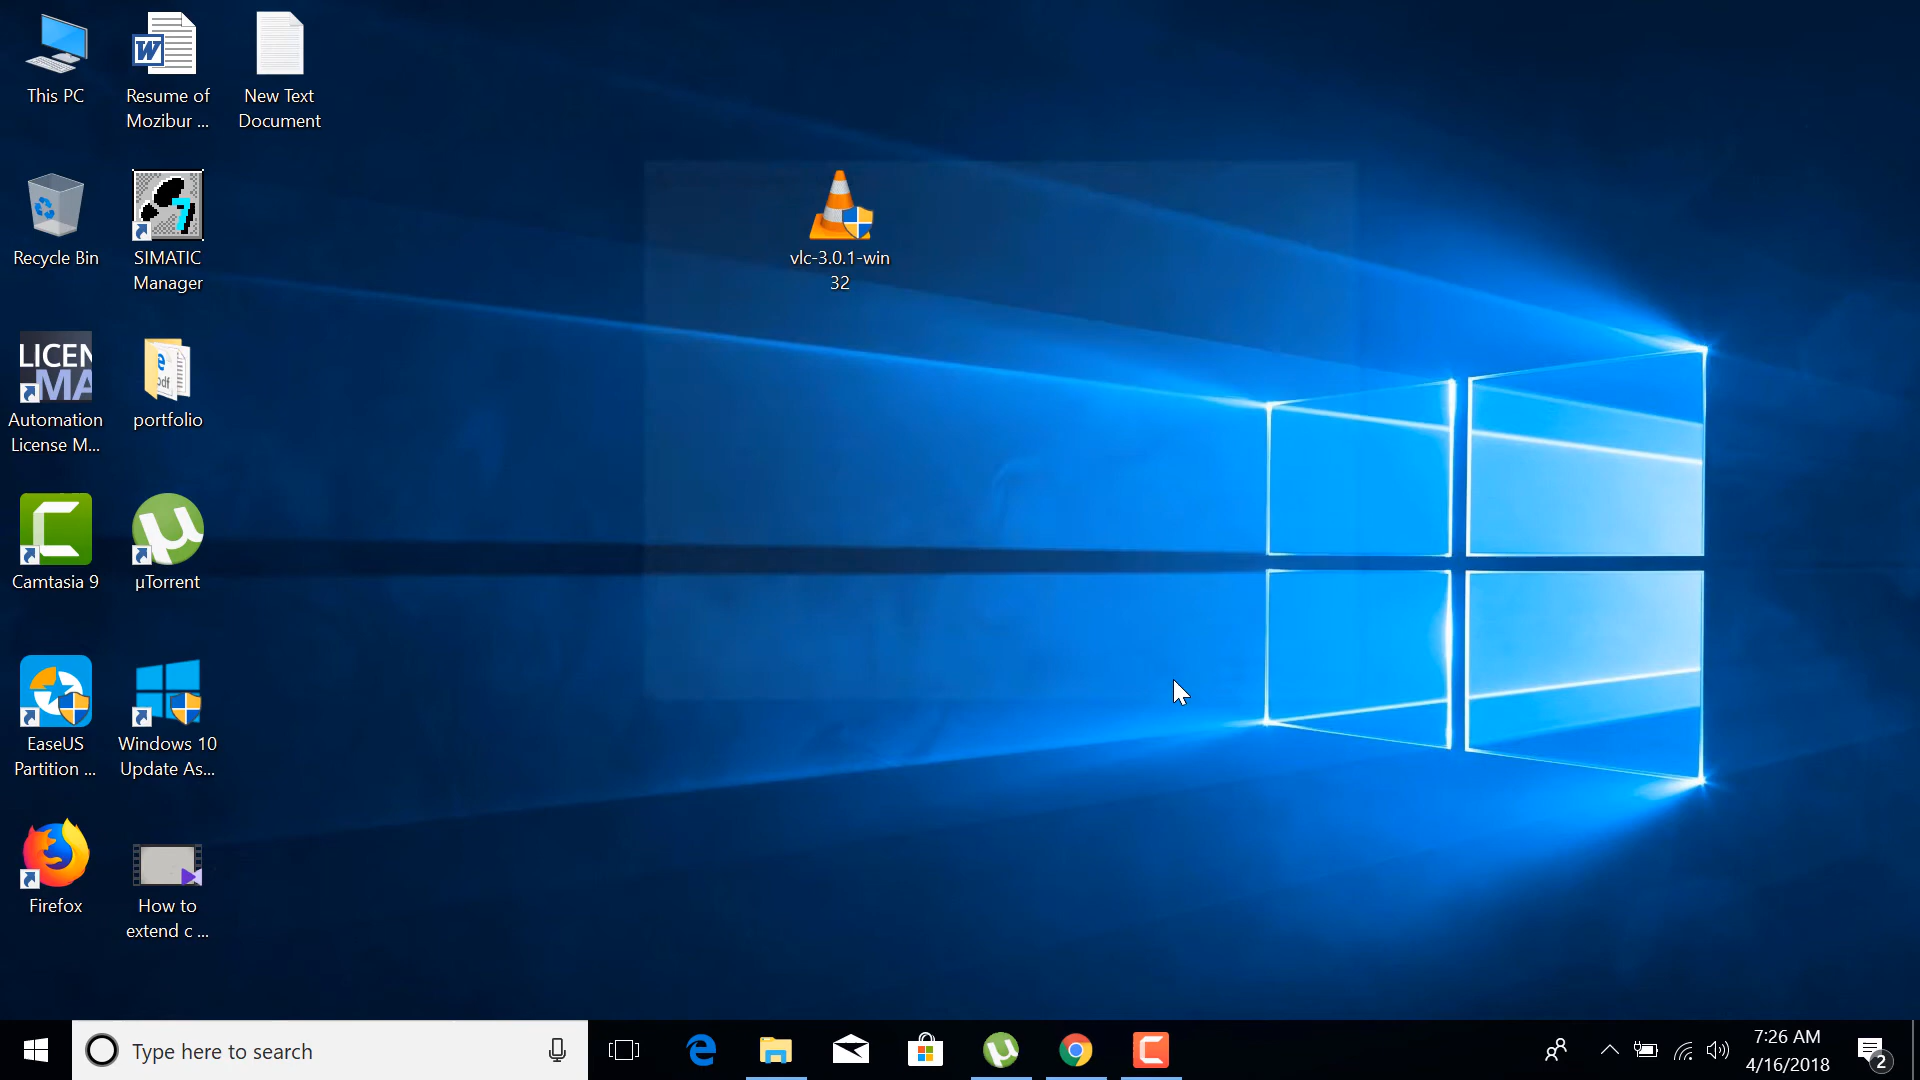 This PC
Resume of
Mozibur ...
New Text
Document
Recycle Bin
SIMATIC
Manager
vlc-3.0.1-win
32
LICEN
MA
Automation
License M...
pdf
portfolio
Camtasia 9
µTorrent
EaseUS
Partition ...
Windows 10
Update As...
Firefox
How to
extend c ...
Type here to search
7:26 AM
4/16/2018
2